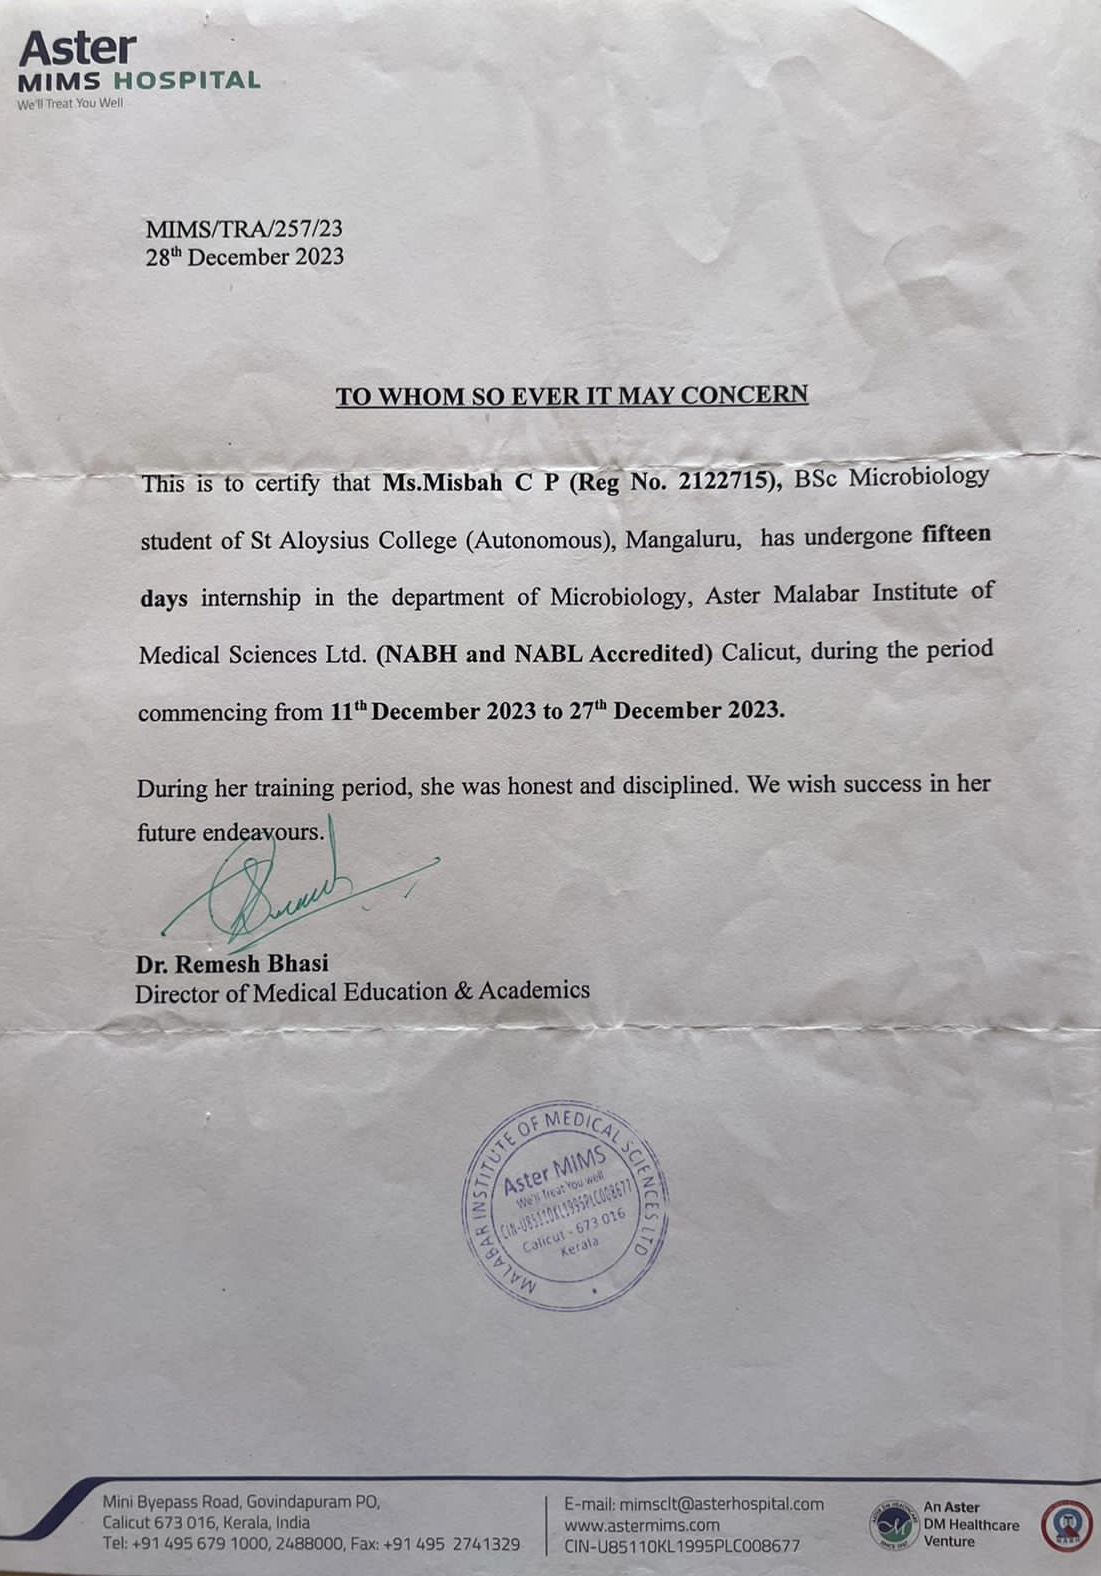 Aster
MIMS HOSPITAL
We'll Treat You Well
MIMS/TRA/257/23
28th December 2023
TO WHOM SO EVER IT MAY CONCERN
This is to certify that Ms.Misbah C P (Reg No. 2122715), BSc Microbiology
student of St Aloysius College (Autonomous), Mangaluru, has undergone fifteen
days internship in the department of Microbiology, Aster Malabar Institute of
Medical Sciences Ltd. (NABH and NABL Accredited) Calicut, during the period
commencing from 11th December 2023 to 27th December 2023.
During her training period, she was honest and disciplined. We wish success in her
future endeavours.
Dr. Remesh Bhasi
Director of Medical Education & Academics
MALABAR INSTITUTE OF MEDICAL SCIENCES LTD
Aster MIMS
We'll Treat You well
CIN-U85110KL1995PLC008677
Calicut - 673 016
Kerala
Mini Byepass Road, Govindapuram PO,
Calicut 673 016, Kerala, India
Tel: +91 495 679 1000, 2488000, Fax: +91 495 2741329
E-mail: mimsclt@asterhospital.com
www.astermims.com
CIN-U85110KL1995PLC008677
An Aster
DM Healthcare
Venture